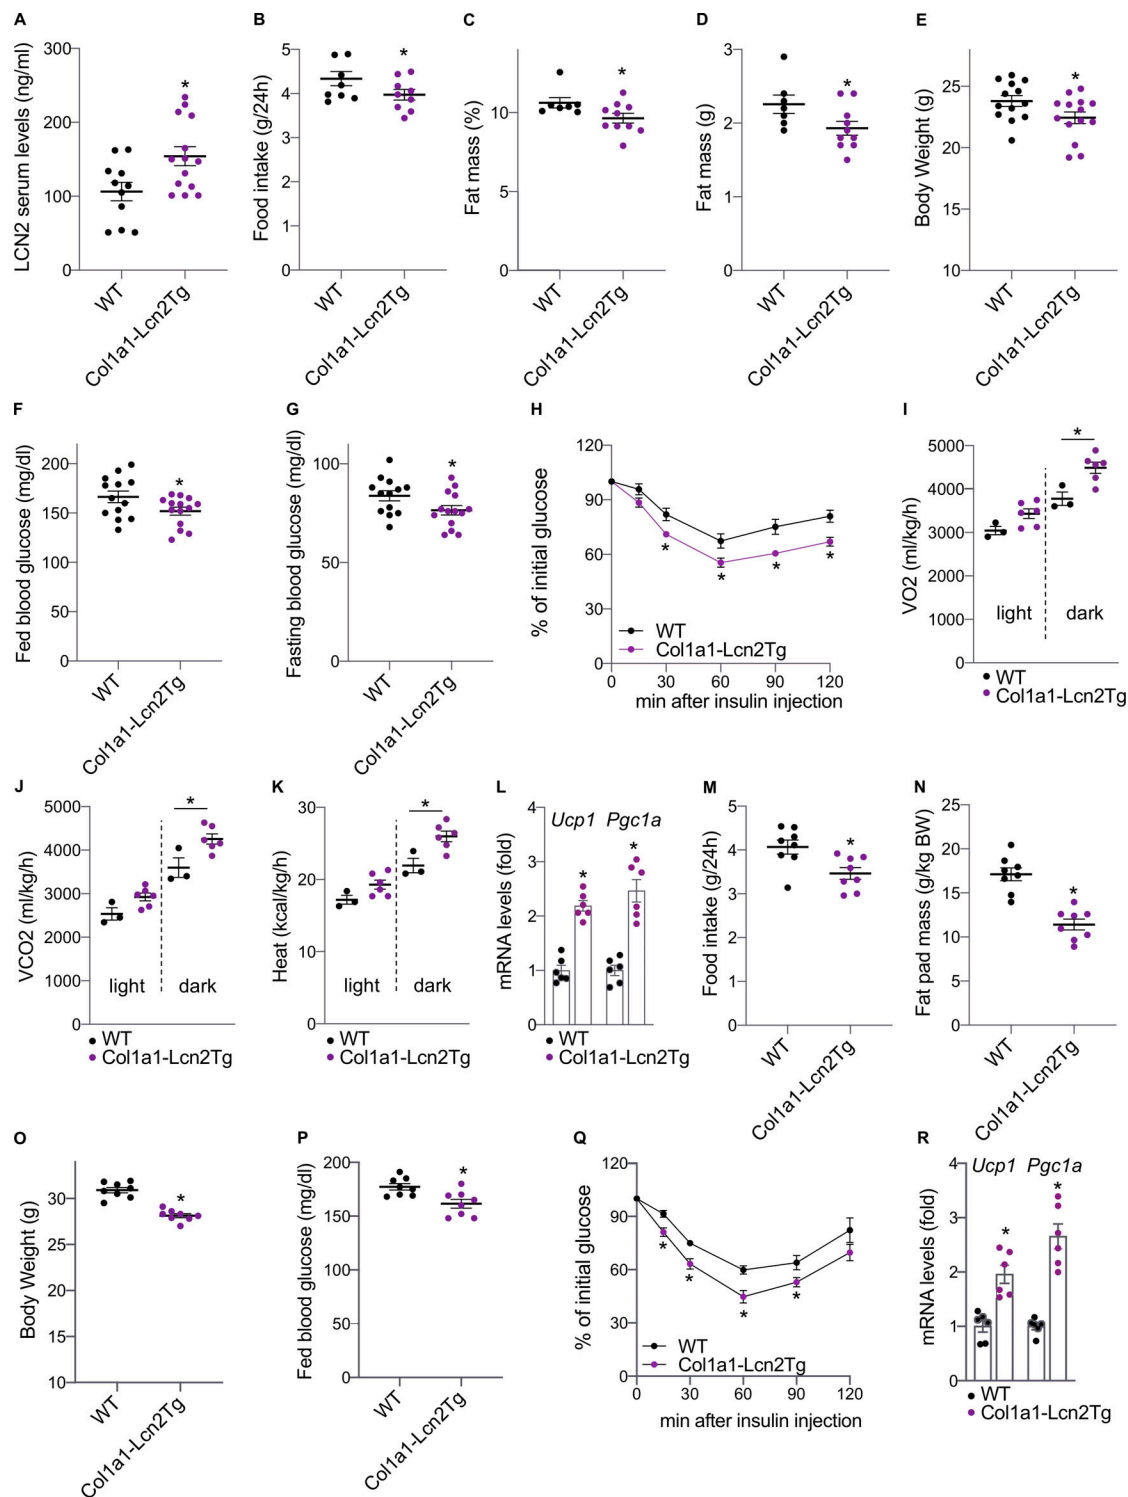 A
LCN2 serum levels (ng/ml)
300
200
100
0
*
WT
Col1a1-Lcn2Tg
B
Food intake (g/24h)
5
4
3
2
1
0
*
WT
Col1a1-Lcn2Tg
C
Fat mass (%)
10
5
0
*
WT
Col1a1-Lcn2Tg
D
Fat mass (g)
3
2
1
0
*
WT
Col1a1-Lcn2Tg
E
Body Weight (g)
25
20
15
10
*
WT
Col1a1-Lcn2Tg
F
Fed blood glucose (mg/dl)
200
150
100
50
0
*
WT
Col1a1-Lcn2Tg
G
Fasting blood glucose (mg/dl)
100
50
0
*
WT
Col1a1-Lcn2Tg
H
% of initial glucose
120
90
60
30
0
* * * *
WT
Col1a1-Lcn2Tg
0 30 60 90 120
min after insulin injection
I
VO2 (ml/kg/h)
5000
4000
3000
2000
1000
0
*
light dark
WT
Col1a1-Lcn2Tg
J
VCO2 (ml/kg/h)
5000
4000
3000
2000
1000
0
*
light dark
WT
Col1a1-Lcn2Tg
K
Heat (kcal/kg/h)
30
20
10
0
*
light dark
WT
Col1a1-Lcn2Tg
L
mRNA levels (fold)
4
3
2
1
0
Ucp1 Pgc1a
* *
WT
Col1a1-Lcn2Tg
M
Food intake (g/24h)
5
4
3
2
1
0
*
WT
Col1a1-Lcn2Tg
N
Fat pad mass (g/kg BW)
25
20
15
10
5
0
*
WT
Col1a1-Lcn2Tg
O
Body Weight (g)
30
25
20
15
10
*
WT
Col1a1-Lcn2Tg
P
Fed blood glucose (mg/dl)
200
150
100
50
0
*
WT
Col1a1-Lcn2Tg
Q
% of initial glucose
120
90
60
30
0
* * * *
WT
Col1a1-Lcn2Tg
0 30 60 90 120
min after insulin injection
R
mRNA levels (fold)
4
3
2
1
0
Ucp1 Pgc1a
* *
WT
Col1a1-Lcn2Tg